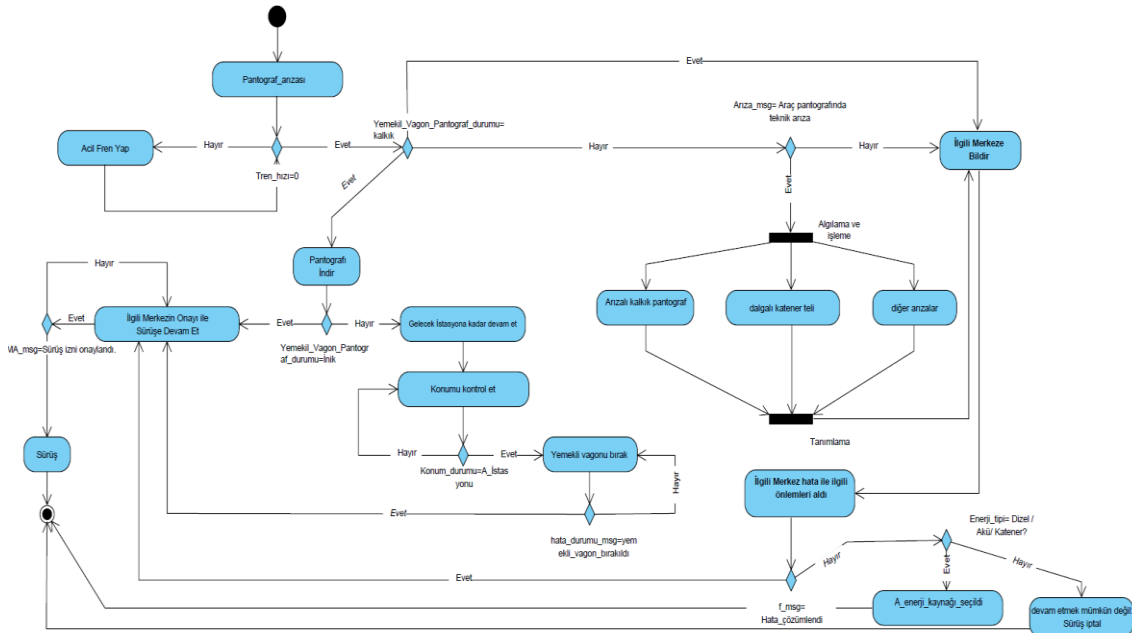 Pantograf_arızası
Acil Fren Yap
Hayır
Evet
Tren_hızı=0
Yemekil_Vagon_Pantograf_durumu=
kalkık
Evet
Hayır
Arıza_msg= Araç pantografında
teknik arıza
Hayır
İlgili Merkeze
Bildir
Evet
Evet
Algılama ve
işleme
Pantografı
İndir
Arızalı kalkık pantograf
dalgalı katener teli
diğer arızalar
Hayır
Evet
İlgili Merkezin Onayı ile
Sürüşe Devam Et
Evet
Hayır
Gelecek İstasyona kadar devam et
MA_msg=Sürüş izni onaylandı.
Yemekil_Vagon_Pantogr
af_durumu=İnik
Konumu kontrol et
Tanımlama
Sürüş
Hayır
Evet
Yemekli vagonu bırak
Konum_durumu=A_İstas
yonu
Hayır
İlgili Merkez hata ile ilgili
önlemleri aldı
Evet
hata_durumu_msg=yem
ekli_vagon_bırakıldı
Enerji_tipi= Dizel /
Akü/ Katener?
Hayır
Evet
Hayır
Evet
f_msg=
Hata_çözümlendi
A_enerji_kaynağı_seçildi
devam etmek mümkün değil.
Sürüş iptal